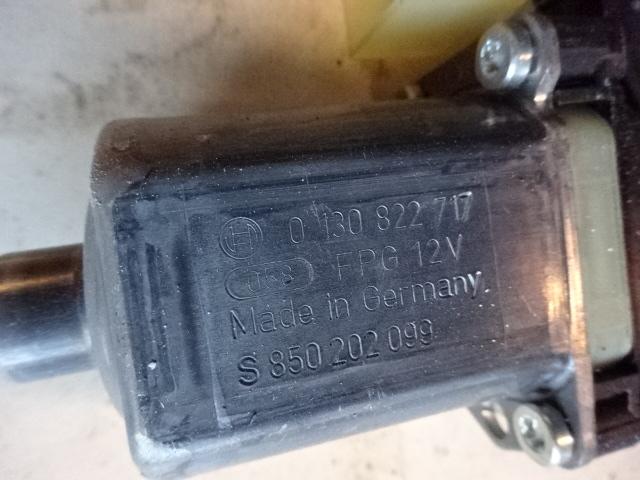 0 130 822 717
FPG 12V
Made in Germany
S 850 202 099